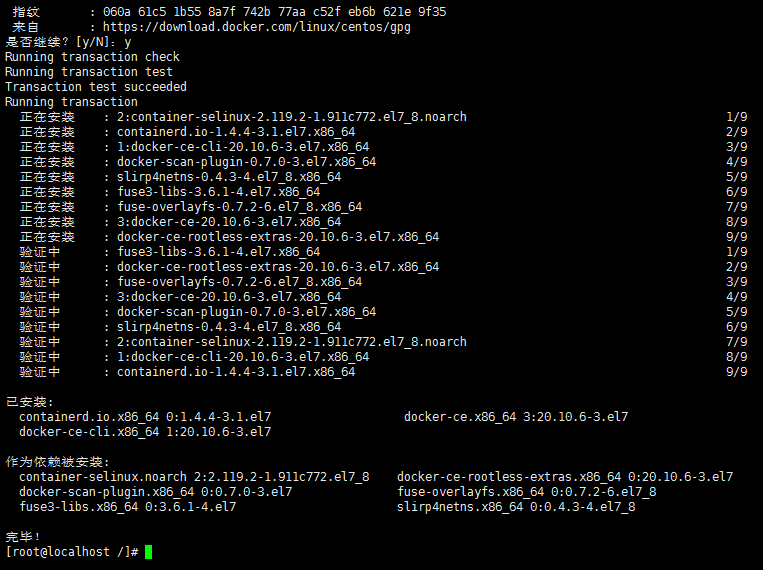 指纹       : 060a 61c5 1b55 8a7f 742b 77aa c52f eb6b 621e 9f35
来自       : https://download.docker.com/linux/centos/gpg
是否继续？[y/N]：y
Running transaction check
Running transaction test
Transaction test succeeded
Running transaction
正在安装    : 2:container-selinux-2.119.2-1.911c772.el7_8.noarch 1/9
正在安装    : containerd.io-1.4.4-3.1.el7.x86_64 2/9
正在安装    : 1:docker-ce-cli-20.10.6-3.el7.x86_64 3/9
正在安装    : docker-scan-plugin-0.7.0-3.el7.x86_64 4/9
正在安装    : slirp4netns-0.4.3-4.el7_8.x86_64 5/9
正在安装    : fuse3-libs-3.6.1-4.el7.x86_64 6/9
正在安装    : fuse-overlayfs-0.7.2-6.el7_8.x86_64 7/9
正在安装    : 3:docker-ce-20.10.6-3.el7.x86_64 8/9
正在安装    : docker-ce-rootless-extras-20.10.6-3.el7.x86_64 9/9
验证中      : fuse3-libs-3.6.1-4.el7.x86_64 1/9
验证中      : docker-ce-rootless-extras-20.10.6-3.el7.x86_64 2/9
验证中      : fuse-overlayfs-0.7.2-6.el7_8.x86_64 3/9
验证中      : 3:docker-ce-20.10.6-3.el7.x86_64 4/9
验证中      : docker-scan-plugin-0.7.0-3.el7.x86_64 5/9
验证中      : slirp4netns-0.4.3-4.el7_8.x86_64 6/9
验证中      : 2:container-selinux-2.119.2-1.911c772.el7_8.noarch 7/9
验证中      : 1:docker-ce-cli-20.10.6-3.el7.x86_64 8/9
验证中      : containerd.io-1.4.4-3.1.el7.x86_64 9/9
已安装:
containerd.io.x86_64 0:1.4.4-3.1.el7 docker-ce.x86_64 3:20.10.6-3.el7
docker-ce-cli.x86_64 1:20.10.6-3.el7
作为依赖被安装:
container-selinux.noarch 2:2.119.2-1.911c772.el7_8 docker-ce-rootless-extras.x86_64 0:20.10.6-3.el7
docker-scan-plugin.x86_64 0:0.7.0-3.el7 fuse-overlayfs.x86_64 0:0.7.2-6.el7_8
fuse3-libs.x86_64 0:3.6.1-4.el7 slirp4netns.x86_64 0:0.4.3-4.el7_8
完毕！
[root@localhost /]#